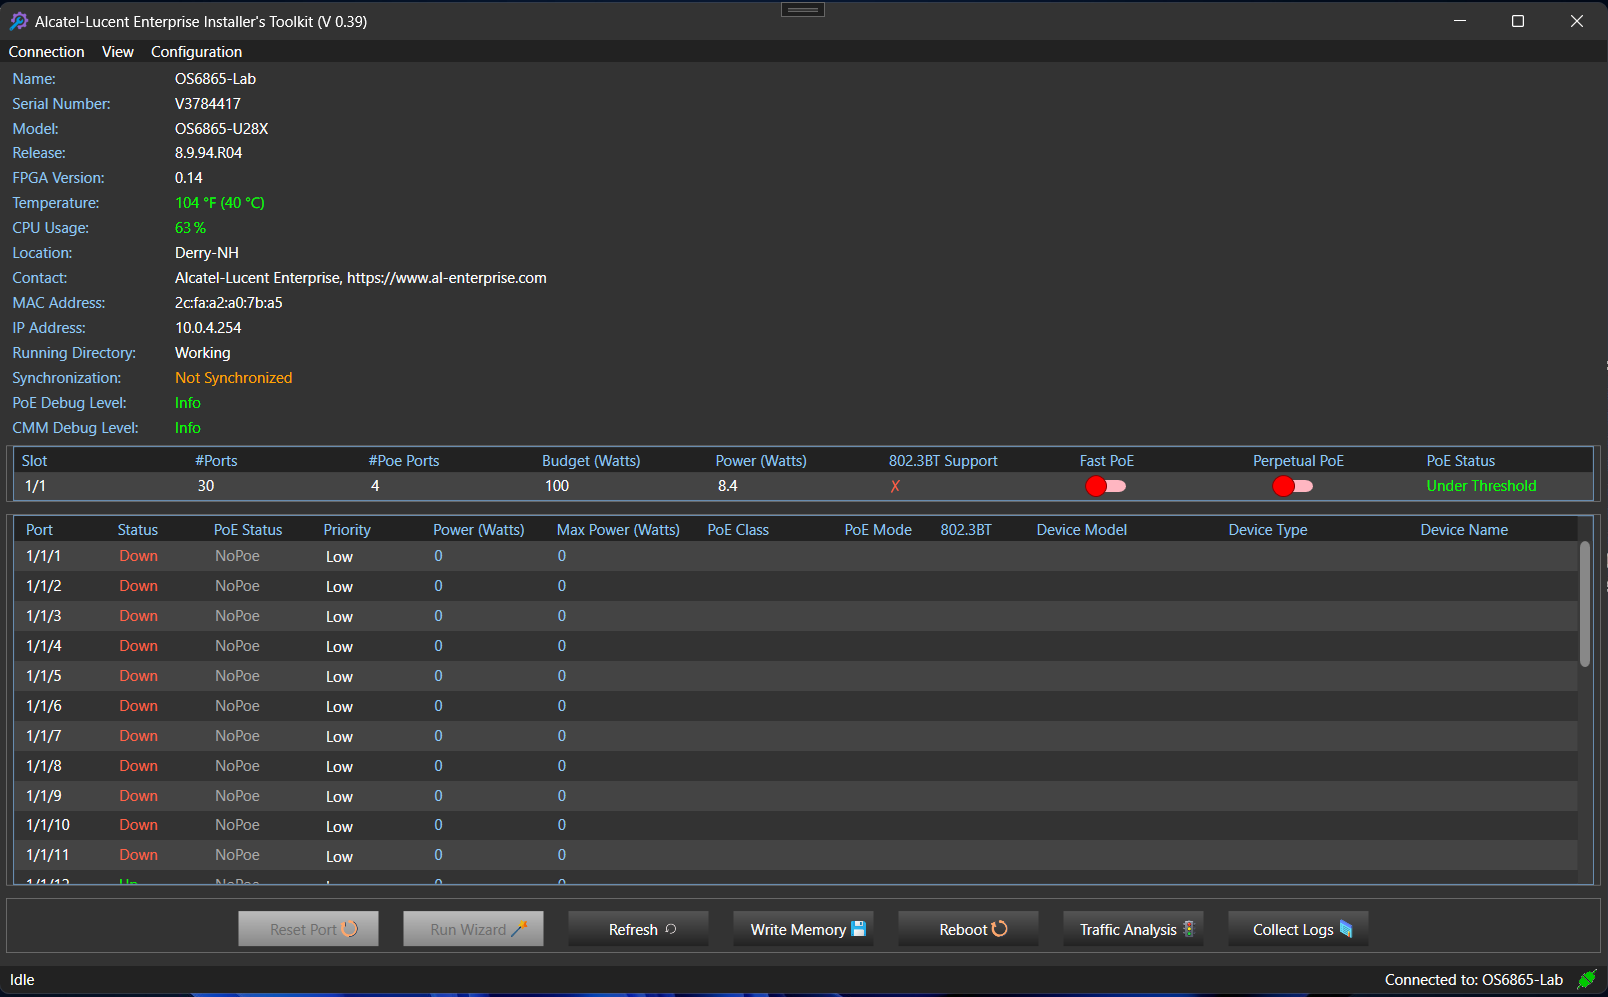 Alcatel-Lucent Enterprise Installer's Toolkit (V 0.39)
Connection View Configuration
Name: OS6865-Lab
Serial Number: V3784417
Model: OS6865-U28X
Release: 8.9.94.R04
FPGA Version: 0.14
Temperature: 104 °F (40 °C)
CPU Usage: 63 %
Location: Derry-NH
Contact: Alcatel-Lucent Enterprise, https://www.al-enterprise.com
MAC Address: 2c:fa:a2:a0:7b:a5
IP Address: 10.0.4.254
Running Directory: Working
Synchronization: Not Synchronized
PoE Debug Level: Info
CMM Debug Level: Info
Slot #Ports #Poe Ports Budget (Watts) Power (Watts) 802.3BT Support Fast PoE Perpetual PoE PoE Status
1/1 30 4 100 8.4 ✗ Under Threshold
Port Status PoE Status Priority Power (Watts) Max Power (Watts) PoE Class PoE Mode 802.3BT Device Model Device Type Device Name
1/1/1 Down NoPoe Low 0 0
1/1/2 Down NoPoe Low 0 0
1/1/3 Down NoPoe Low 0 0
1/1/4 Down NoPoe Low 0 0
1/1/5 Down NoPoe Low 0 0
1/1/6 Down NoPoe Low 0 0
1/1/7 Down NoPoe Low 0 0
1/1/8 Down NoPoe Low 0 0
1/1/9 Down NoPoe Low 0 0
1/1/10 Down NoPoe Low 0 0
1/1/11 Down NoPoe Low 0 0
1/1/12 Up NoPoe Low 0 0
Reset Port Run Wizard Refresh Write Memory Reboot Traffic Analysis Collect Logs
Idle Connected to: OS6865-Lab